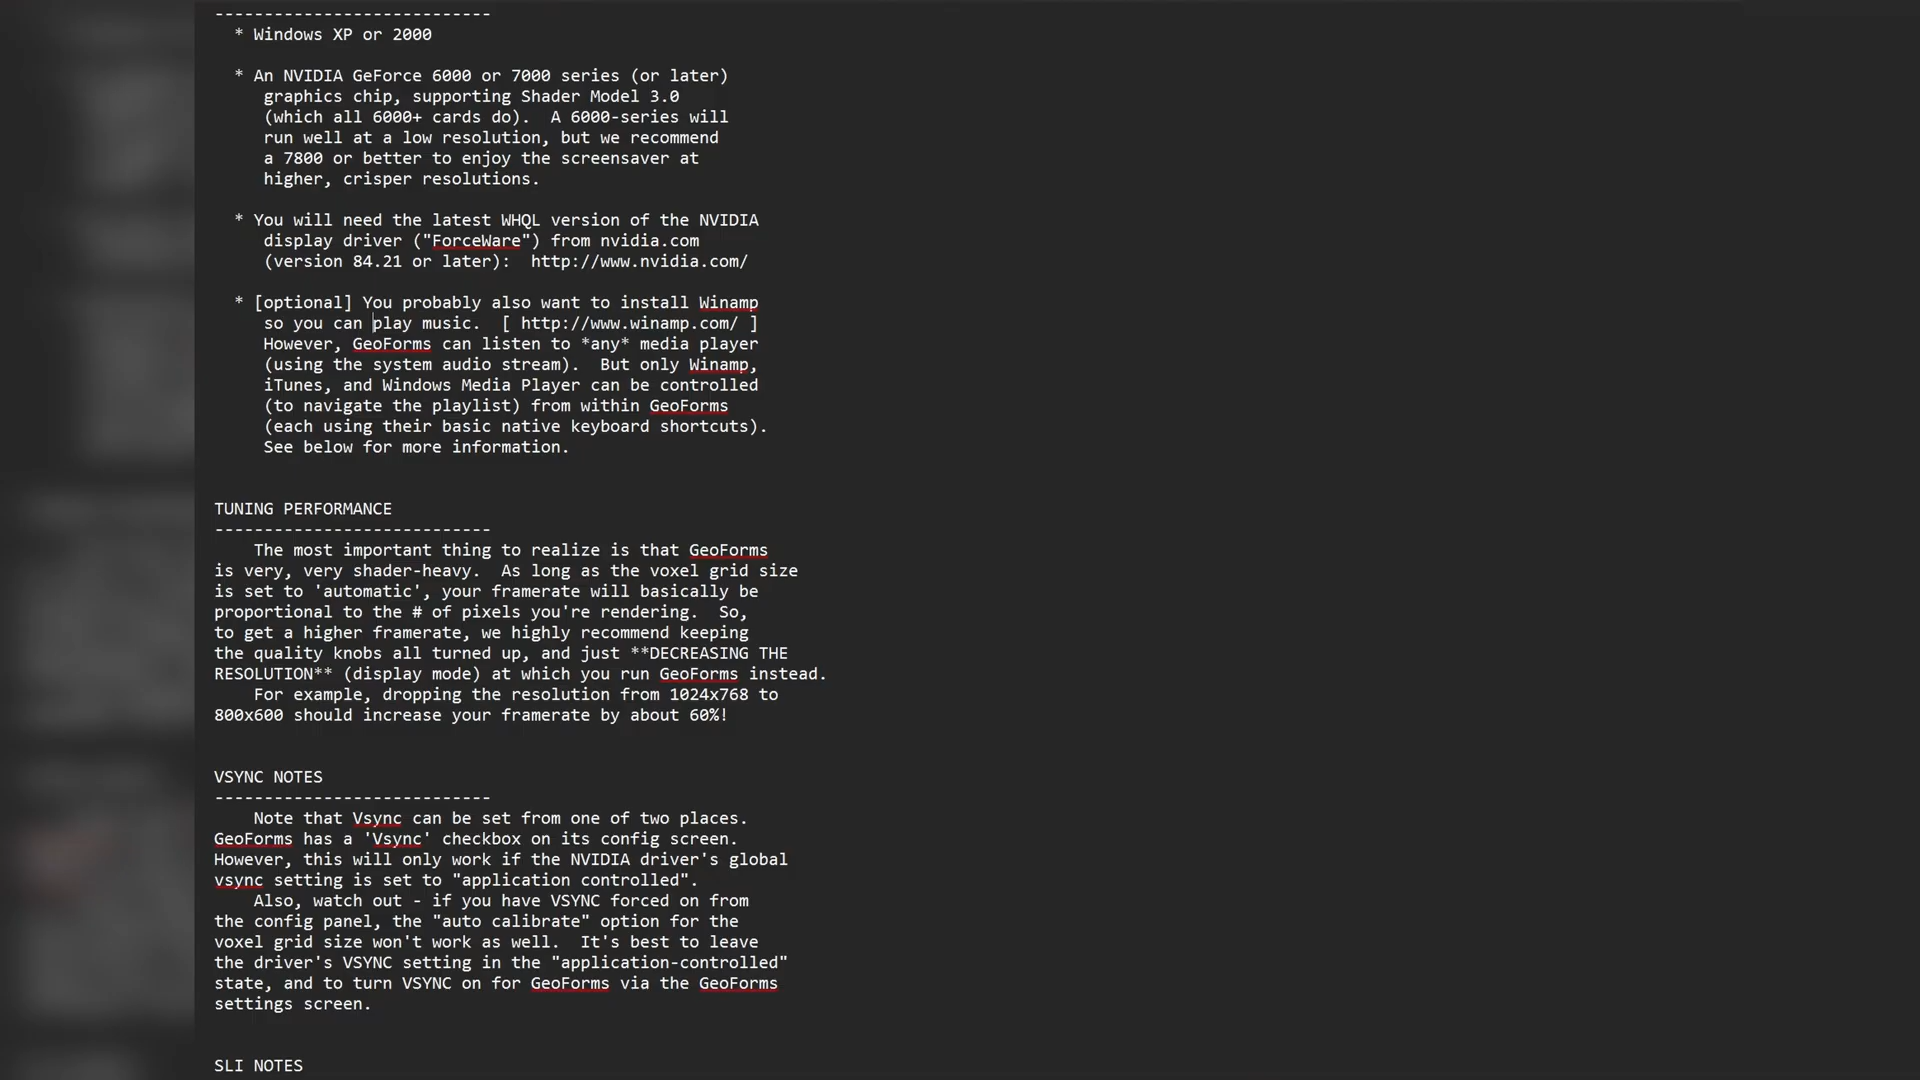 ----------------------------
* Windows XP or 2000
* An NVIDIA GeForce 6000 or 7000 series (or later)
graphics chip, supporting Shader Model 3.0
(which all 6000+ cards do).  A 6000-series will
run well at a low resolution, but we recommend
a 7800 or better to enjoy the screensaver at
higher, crisper resolutions.
* You will need the latest WHQL version of the NVIDIA
display driver ("ForceWare") from nvidia.com
(version 84.21 or later):  http://www.nvidia.com/
* [optional] You probably also want to install Winamp
so you can play music.  [ http://www.winamp.com/ ]
However, GeoForms can listen to *any* media player
(using the system audio stream).  But only Winamp,
iTunes, and Windows Media Player can be controlled
(to navigate the playlist) from within GeoForms
(each using their basic native keyboard shortcuts).
See below for more information.
TUNING PERFORMANCE
----------------------------
The most important thing to realize is that GeoForms
is very, very shader-heavy.  As long as the voxel grid size
is set to 'automatic', your framerate will basically be
proportional to the # of pixels you're rendering.  So,
to get a higher framerate, we highly recommend keeping
the quality knobs all turned up, and just **DECREASING THE
RESOLUTION** (display mode) at which you run GeoForms instead.
For example, dropping the resolution from 1024x768 to
800x600 should increase your framerate by about 60%!
VSYNC NOTES
----------------------------
Note that Vsync can be set from one of two places.
GeoForms has a 'Vsync' checkbox on its config screen.
However, this will only work if the NVIDIA driver's global
vsync setting is set to "application controlled".
Also, watch out - if you have VSYNC forced on from
the config panel, the "auto calibrate" option for the
voxel grid size won't work as well.  It's best to leave
the driver's VSYNC setting in the "application-controlled"
state, and to turn VSYNC on for GeoForms via the GeoForms
settings screen.
SLI NOTES